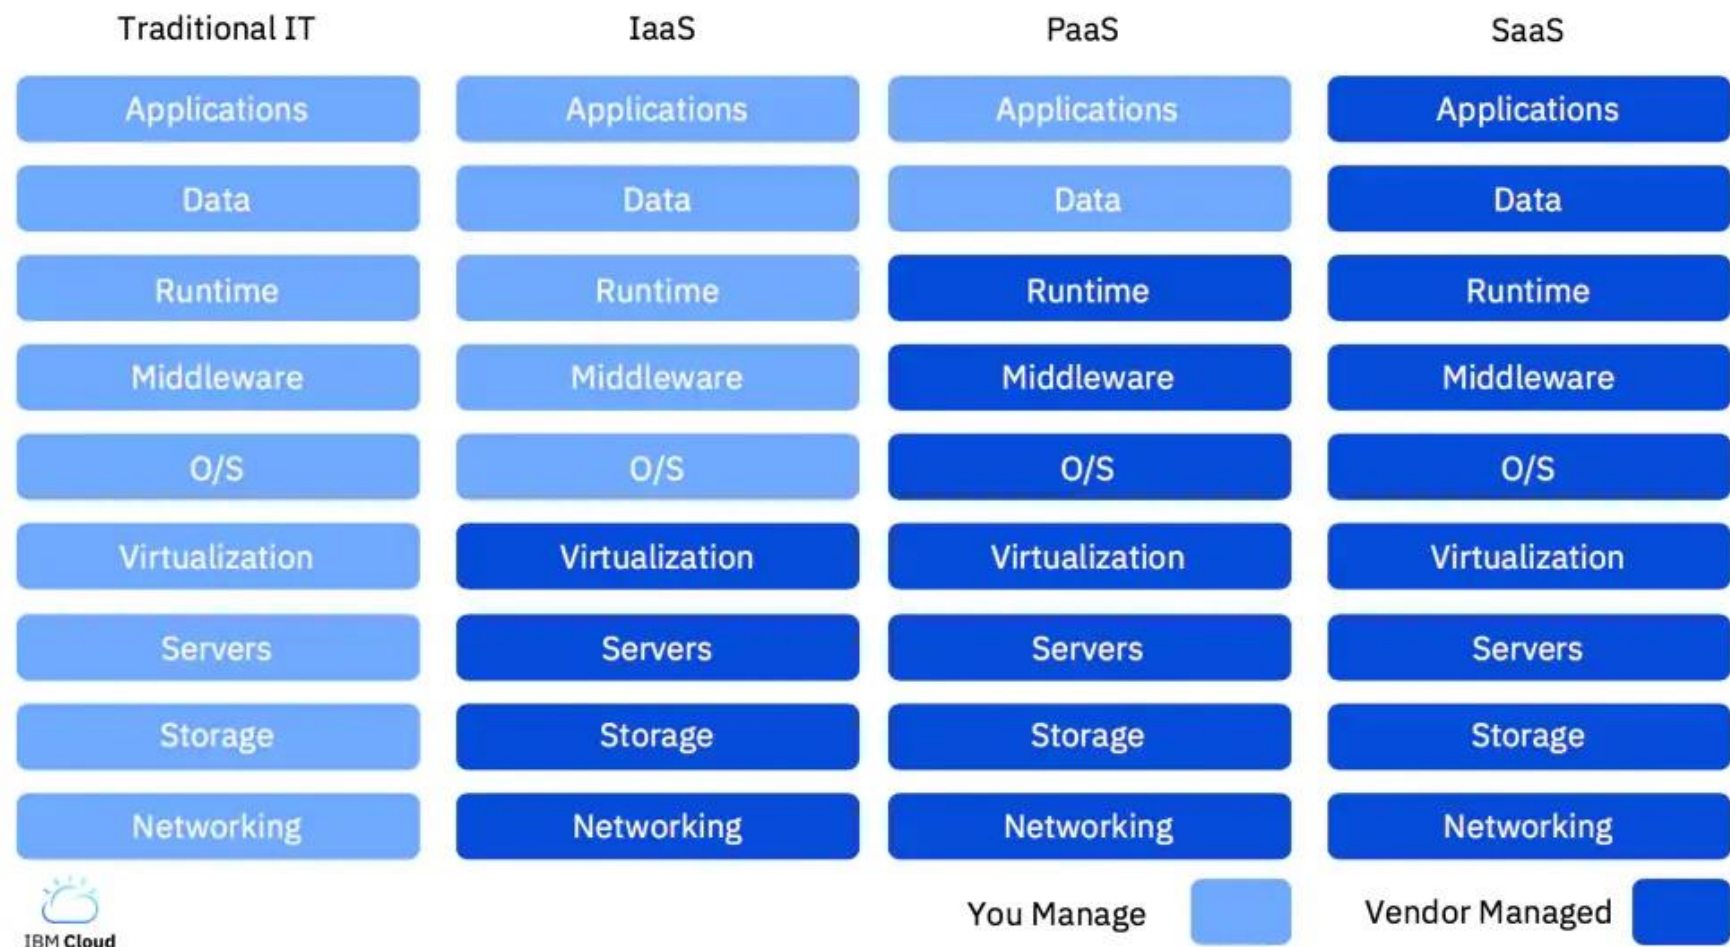 Traditional IT IaaS PaaS SaaS
Applications Applications Applications Applications
Data Data Data Data
Runtime Runtime Runtime Runtime
Middleware Middleware Middleware Middleware
O/S O/S O/S O/S
Virtualization Virtualization Virtualization Virtualization
Servers Servers Servers Servers
Storage Storage Storage Storage
Networking Networking Networking Networking
You Manage Vendor Managed
IBM Cloud